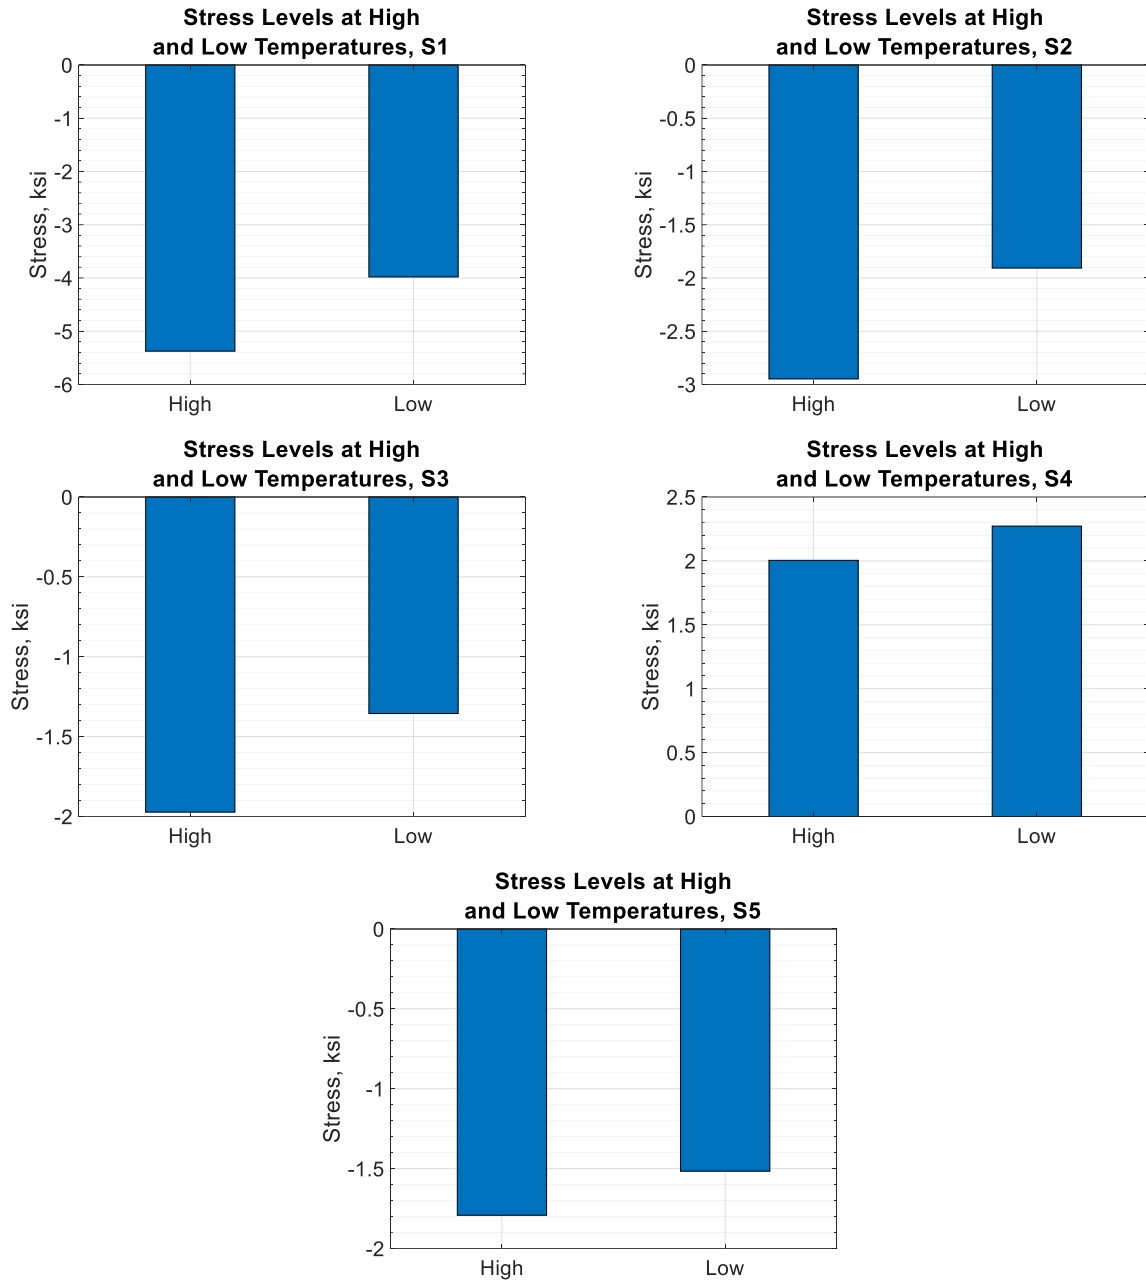 Stress Levels at High
and Low Temperatures, S1
0
-1
-2
-3
-4
-5
-6
Stress, ksi
High Low
Stress Levels at High
and Low Temperatures, S2
0
-0.5
-1
-1.5
-2
-2.5
-3
Stress, ksi
High Low
Stress Levels at High
and Low Temperatures, S3
0
-0.5
-1
-1.5
-2
Stress, ksi
High Low
Stress Levels at High
and Low Temperatures, S4
2.5
2
1.5
1
0.5
0
Stress, ksi
High Low
Stress Levels at High
and Low Temperatures, S5
0
-0.5
-1
-1.5
-2
Stress, ksi
High Low